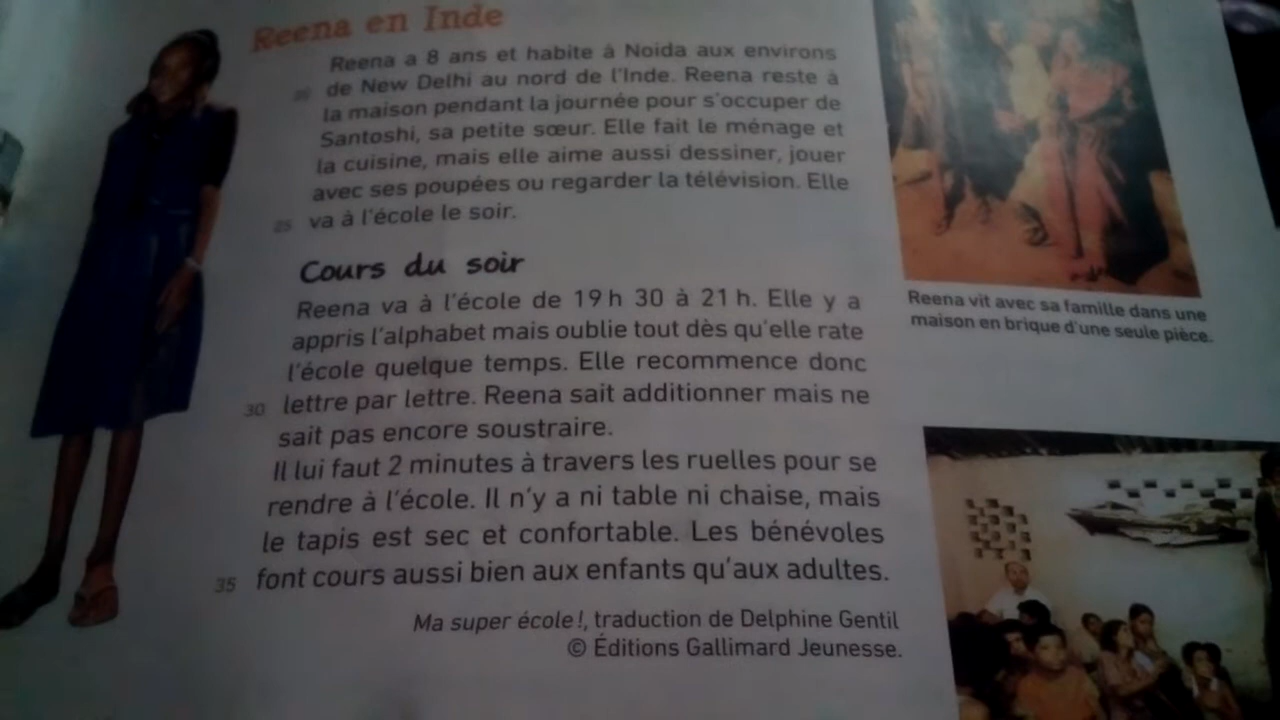 Reena en Inde
Reena a 8 ans et habite à Noida aux environs
20 de New Delhi au nord de l'Inde. Reena reste à
la maison pendant la journée pour s'occuper de
Santoshi, sa petite sœur. Elle fait le ménage et
la cuisine, mais elle aime aussi dessiner, jouer
avec ses poupées ou regarder la télévision. Elle
25 va à l'école le soir.
Cours du soir
Reena va à l'école de 19 h 30 à 21 h. Elle y a
appris l'alphabet mais oublie tout dès qu'elle rate
l'école quelque temps. Elle recommence donc
30 lettre par lettre. Reena sait additionner mais ne
sait pas encore soustraire.
Il lui faut 2 minutes à travers les ruelles pour se
rendre à l'école. Il n'y a ni table ni chaise, mais
le tapis est sec et confortable. Les bénévoles
35 font cours aussi bien aux enfants qu'aux adultes.
Ma super école !, traduction de Delphine Gentil
© Éditions Gallimard Jeunesse.
Reena vit avec sa famille dans une
maison en brique d'une seule pièce.